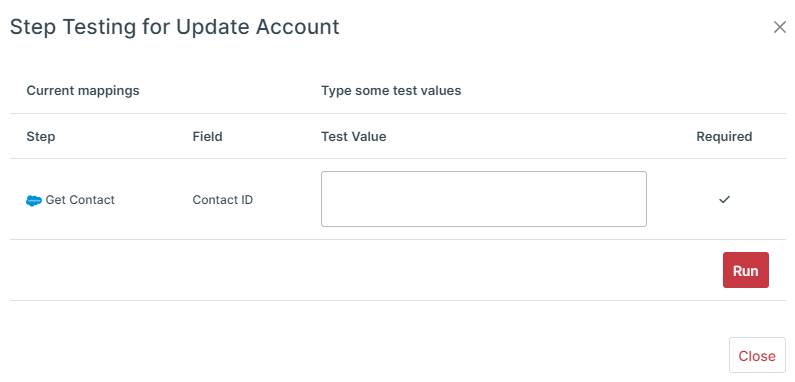 Step Testing for Update Account
Current mappings
Type some test values
Step
Field
Test Value
Required
Get Contact
Contact ID
Run
Close